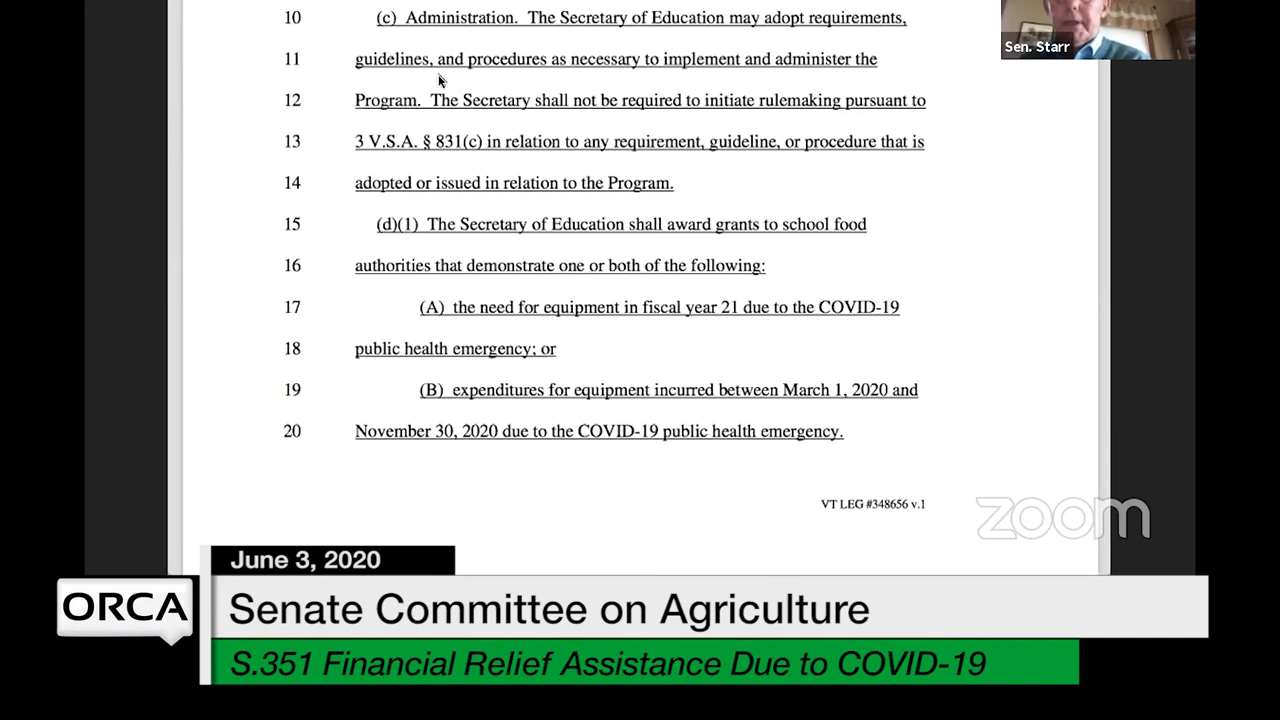 10 (c) Administration. The Secretary of Education may adopt requirements,
11 guidelines, and procedures as necessary to implement and administer the
12 Program. The Secretary shall not be required to initiate rulemaking pursuant to
13 3 V.S.A. § 831(c) in relation to any requirement, guideline, or procedure that is
14 adopted or issued in relation to the Program.
15 (d)(1) The Secretary of Education shall award grants to school food
16 authorities that demonstrate one or both of the following:
17 (A) the need for equipment in fiscal year 21 due to the COVID-19
18 public health emergency; or
19 (B) expenditures for equipment incurred between March 1, 2020 and
20 November 30, 2020 due to the COVID-19 public health emergency.
VT LEG #348656 v.1
Sen. Starr
zoom
June 3, 2020
ORCA
Senate Committee on Agriculture
S.351 Financial Relief Assistance Due to COVID-19